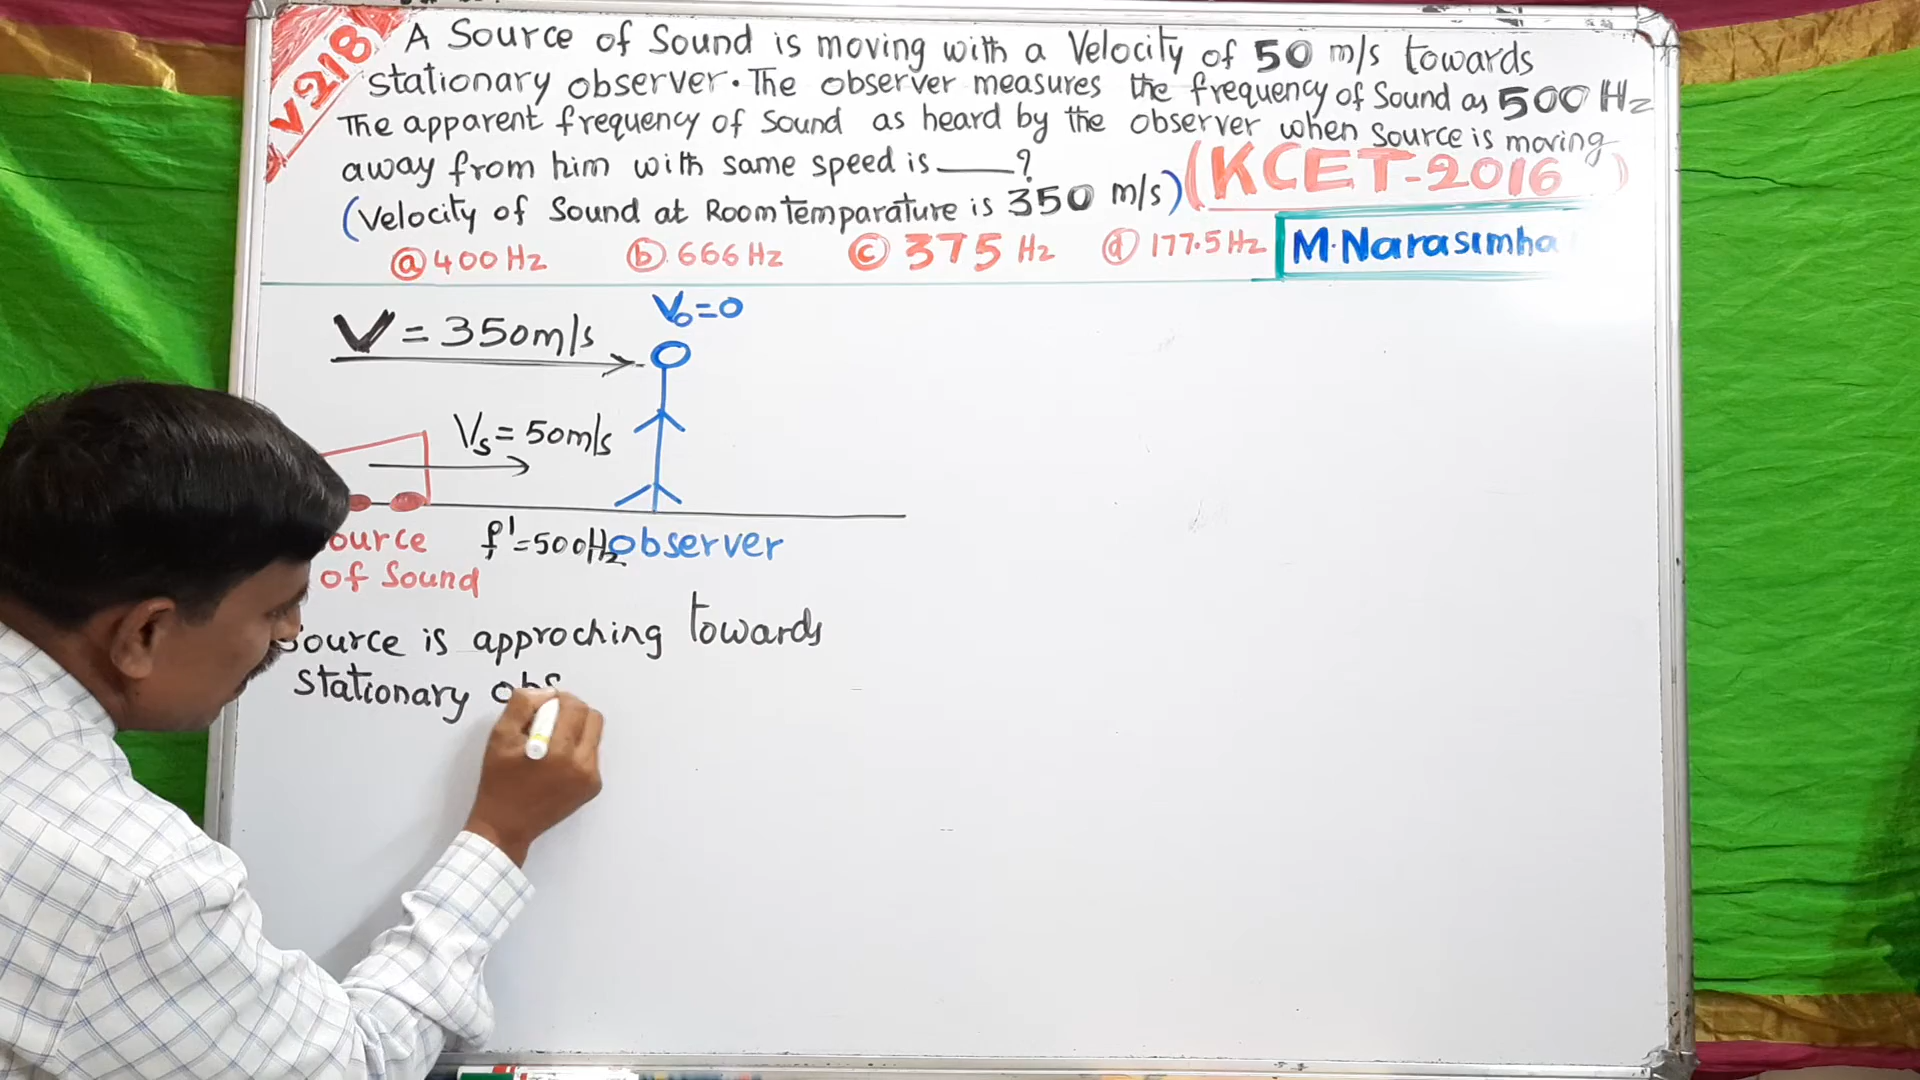 V218
A Source of Sound is moving with a Velocity of 50 m/s towards
stationary observer. The observer measures the frequency of Sound as 500 Hz
The apparent frequency of Sound as heard by the observer when source is moving
away from him with same speed is ____?
(KCET-2016)
(Velocity of Sound at Room temparature is 350 m/s)
(a) 400 Hz (b) 666 Hz (c) 375 Hz (d) 177.5 Hz
M.Narasimha
V = 350m/s
Vo=0
Vs = 50m/s
ource
of Sound
f'=500Hz
observer
Source is approching towards
stationary obs